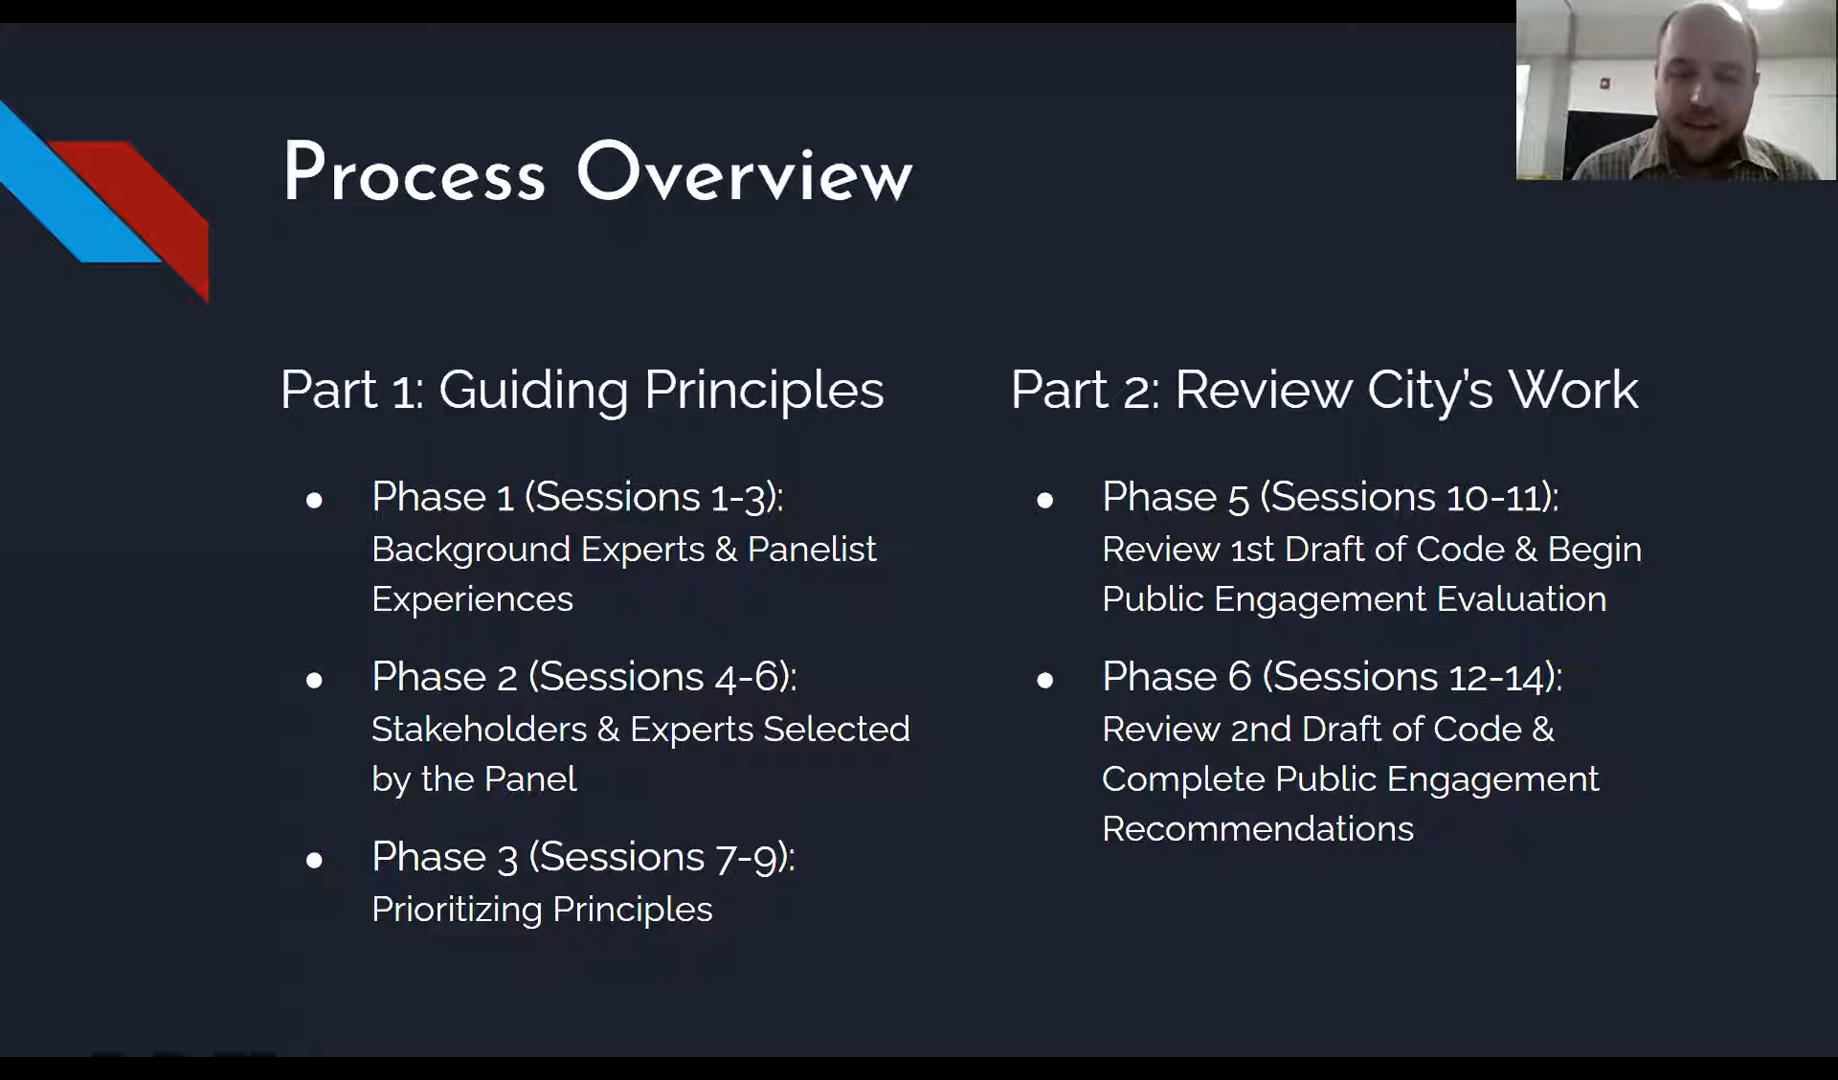 Process Overview
Part 1: Guiding Principles
● Phase 1 (Sessions 1-3):
Background Experts & Panelist
Experiences
● Phase 2 (Sessions 4-6):
Stakeholders & Experts Selected
by the Panel
● Phase 3 (Sessions 7-9):
Prioritizing Principles
Part 2: Review City's Work
● Phase 5 (Sessions 10-11):
Review 1st Draft of Code & Begin
Public Engagement Evaluation
● Phase 6 (Sessions 12-14):
Review 2nd Draft of Code &
Complete Public Engagement
Recommendations